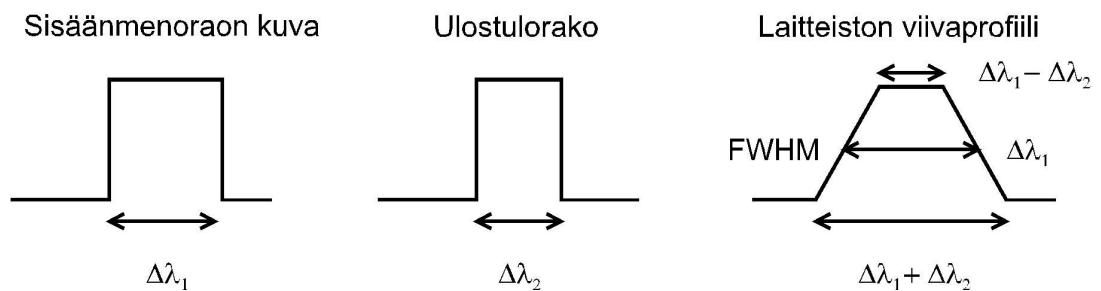 Sisäänmenoraon kuva
Ulostulorako
Laitteiston viivaprofiili
Δλ₁ − Δλ₂
FWHM
Δλ₁
Δλ₁
Δλ₂
Δλ₁ + Δλ₂